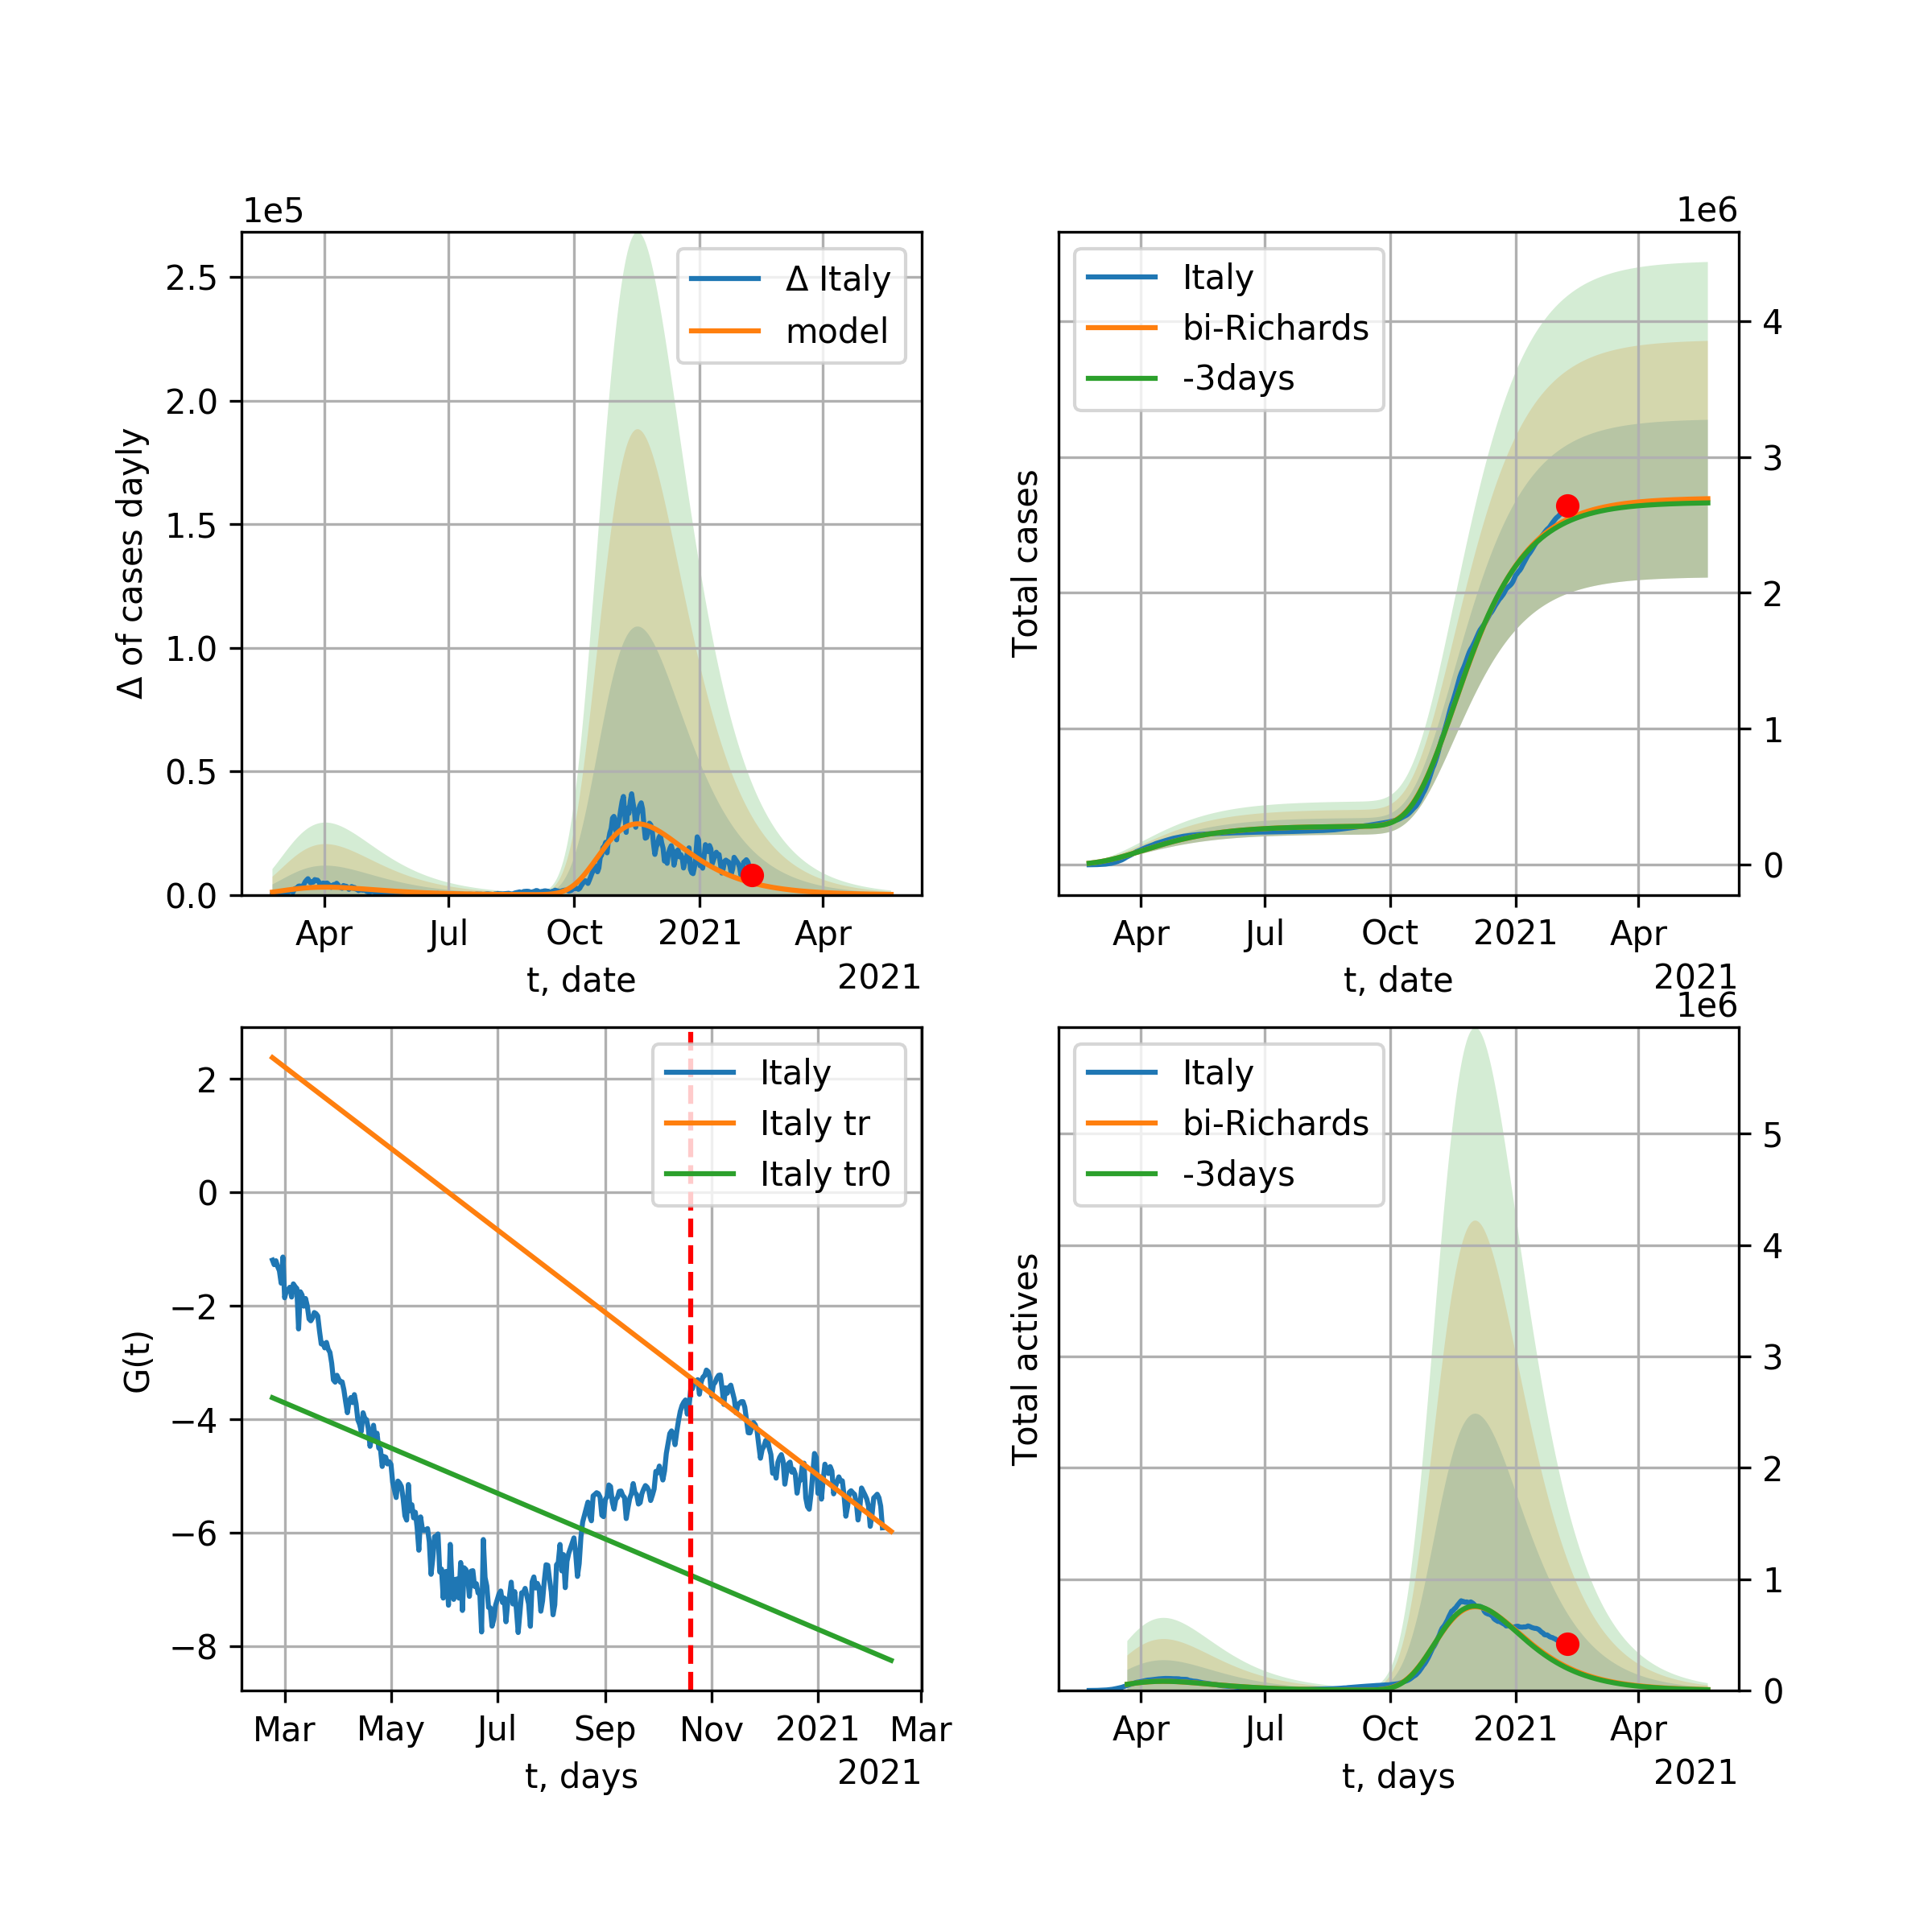 1e5
Δ of cases dayly
2.5
2.0
1.5
1.0
0.5
0.0
Δ Italy
model
Apr Jul Oct 2021 Apr
t, date
2021
1e6
Total cases
Italy
bi-Richards
-3days
4
3
2
1
0
Apr Jul Oct 2021 Apr
t, date
2021
G(t)
2
0
−2
−4
−6
−8
Italy
Italy tr
Italy tr0
Mar May Jul Sep Nov 2021 Mar
t, days
2021
1e6
Total actives
Italy
bi-Richards
-3days
5
4
3
2
1
0
Apr Jul Oct 2021 Apr
t, days
2021